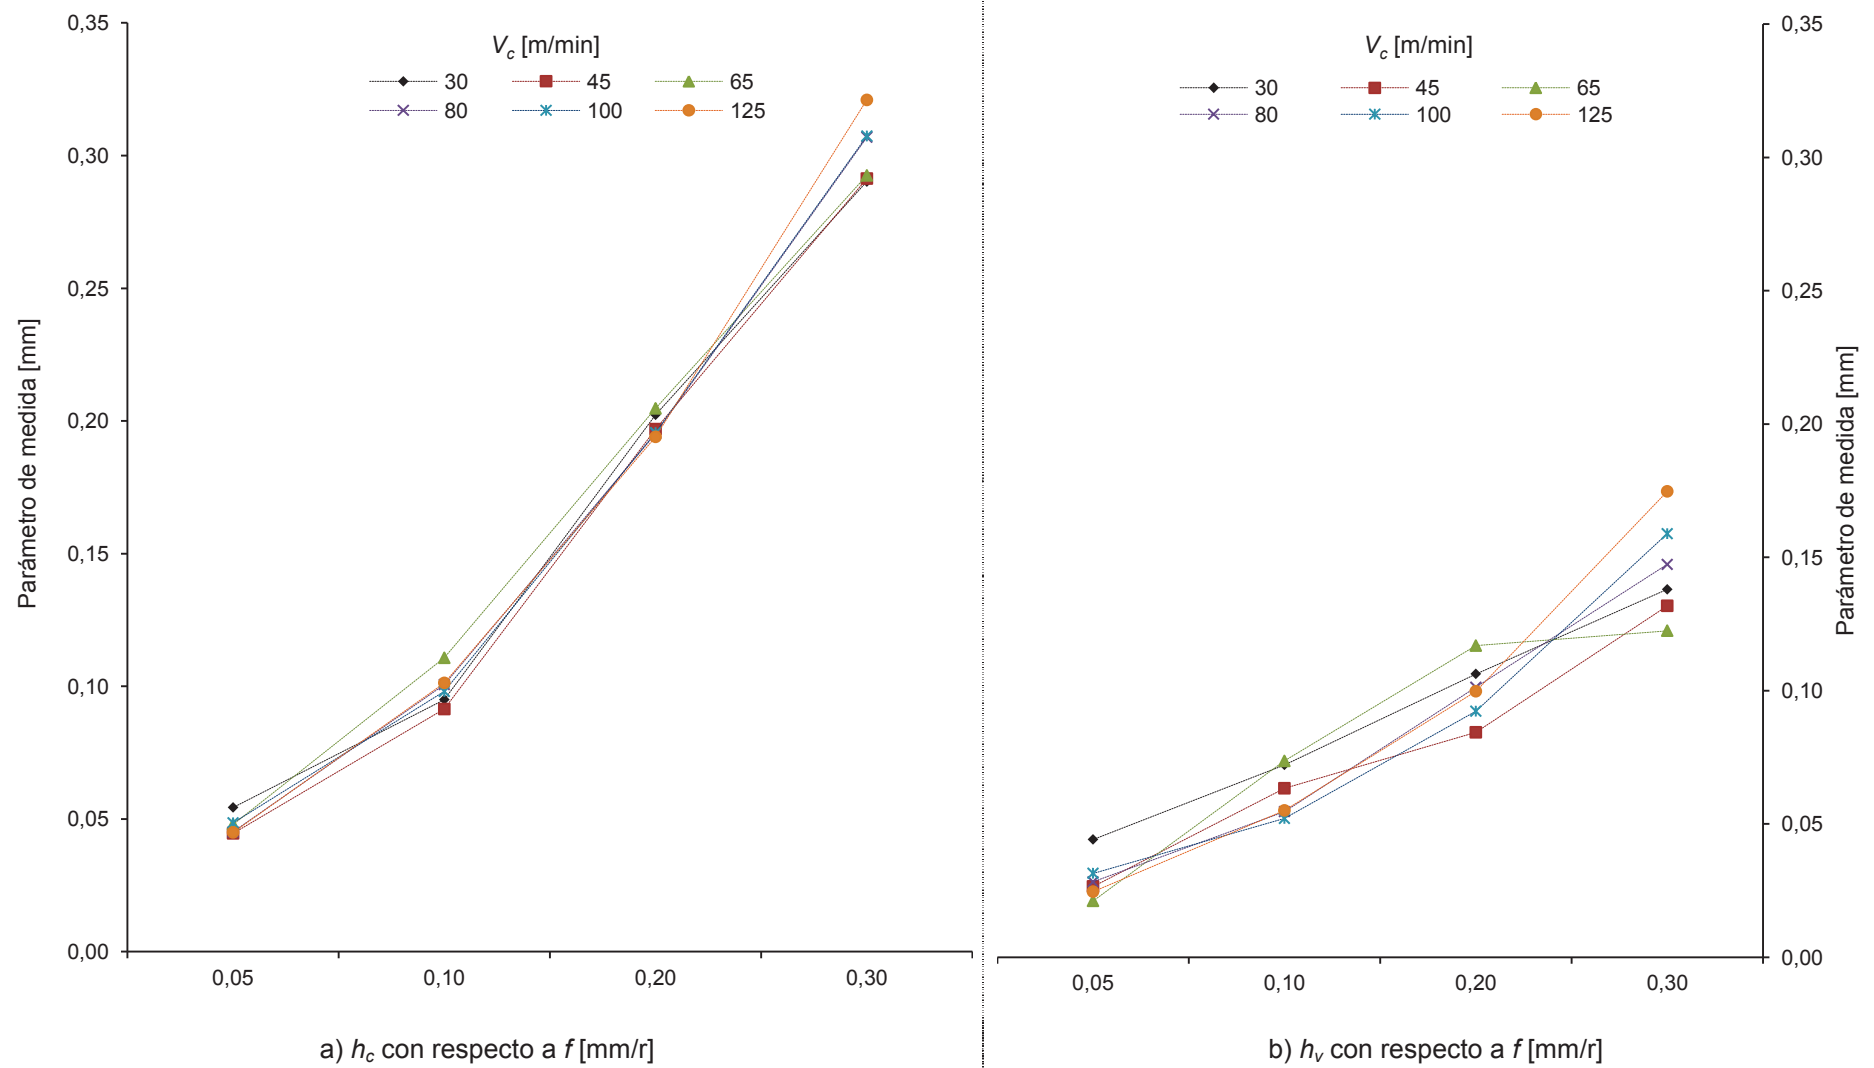 Parámetro de medida [mm]
0,35
0,30
0,25
0,20
0,15
0,10
0,05
0,00
V_c [m/min]
30 45 65
80 100 125
0,05 0,10 0,20 0,30
a) h_c con respecto a f [mm/r]
V_c [m/min]
30 45 65
80 100 125
0,35
0,30
0,25
0,20
0,15
0,10
0,05
0,00
Parámetro de medida [mm]
0,05 0,10 0,20 0,30
b) h_v con respecto a f [mm/r]